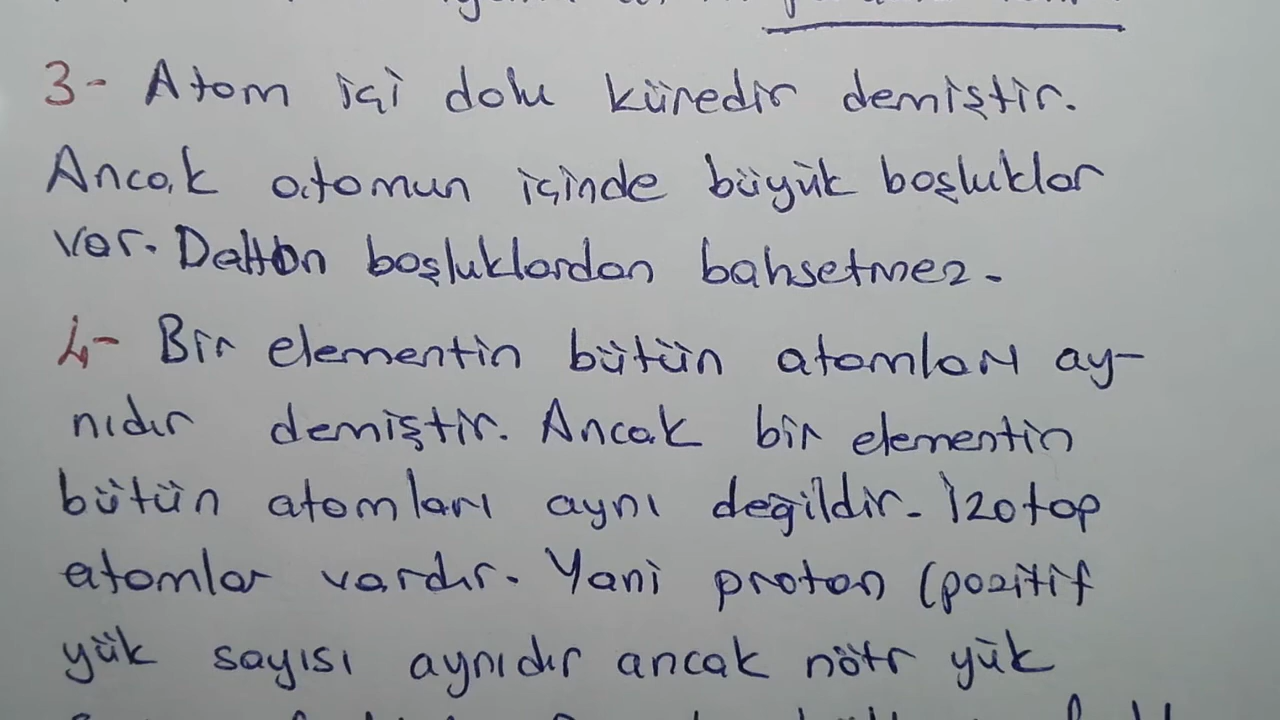 3- Atom içi dolu küredir demiştir.
Ancak atomun içinde büyük boşluklar
var. Dalton boşluklardan bahsetmez.
4- Bir elementin bütün atomları ay-
nıdır demiştir. Ancak bir elementin
bütün atomları aynı değildir. İzotop
atomlar vardır. Yani proton (pozitif
yük sayısı aynıdır ancak nötr yük